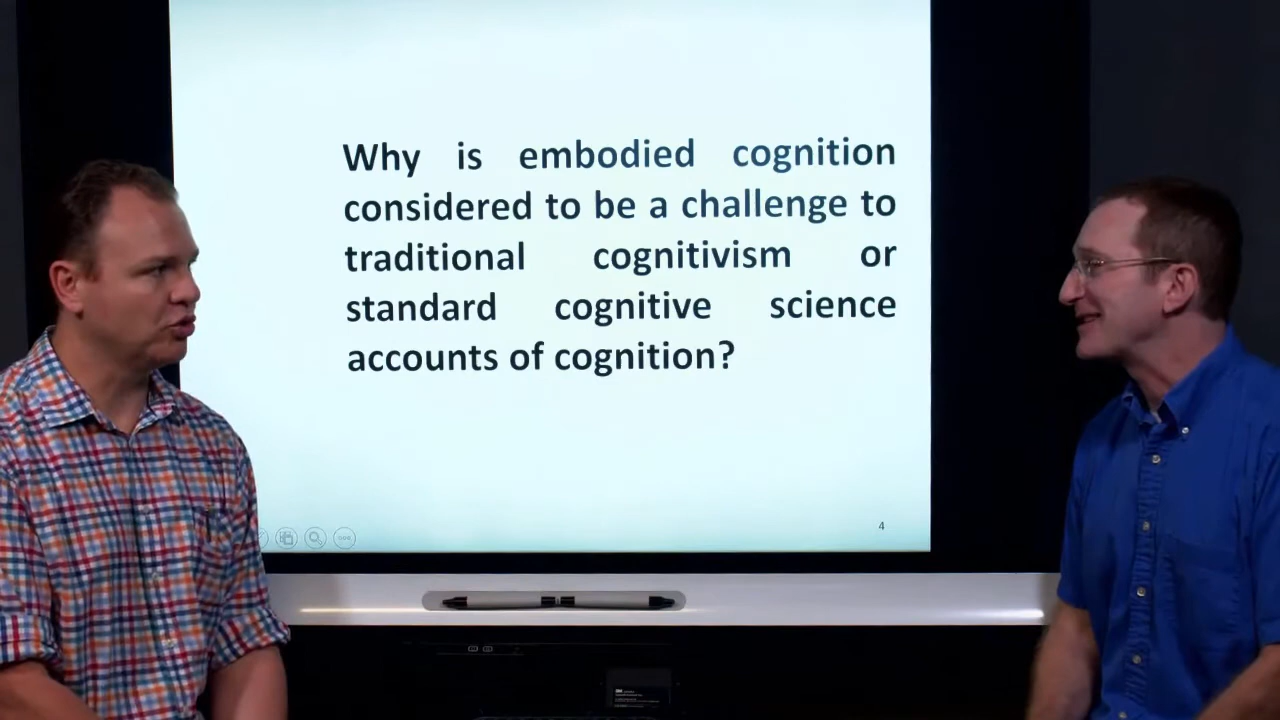 Why is embodied cognition
considered to be a challenge to
traditional cognitivism or
standard cognitive science
accounts of cognition?
4